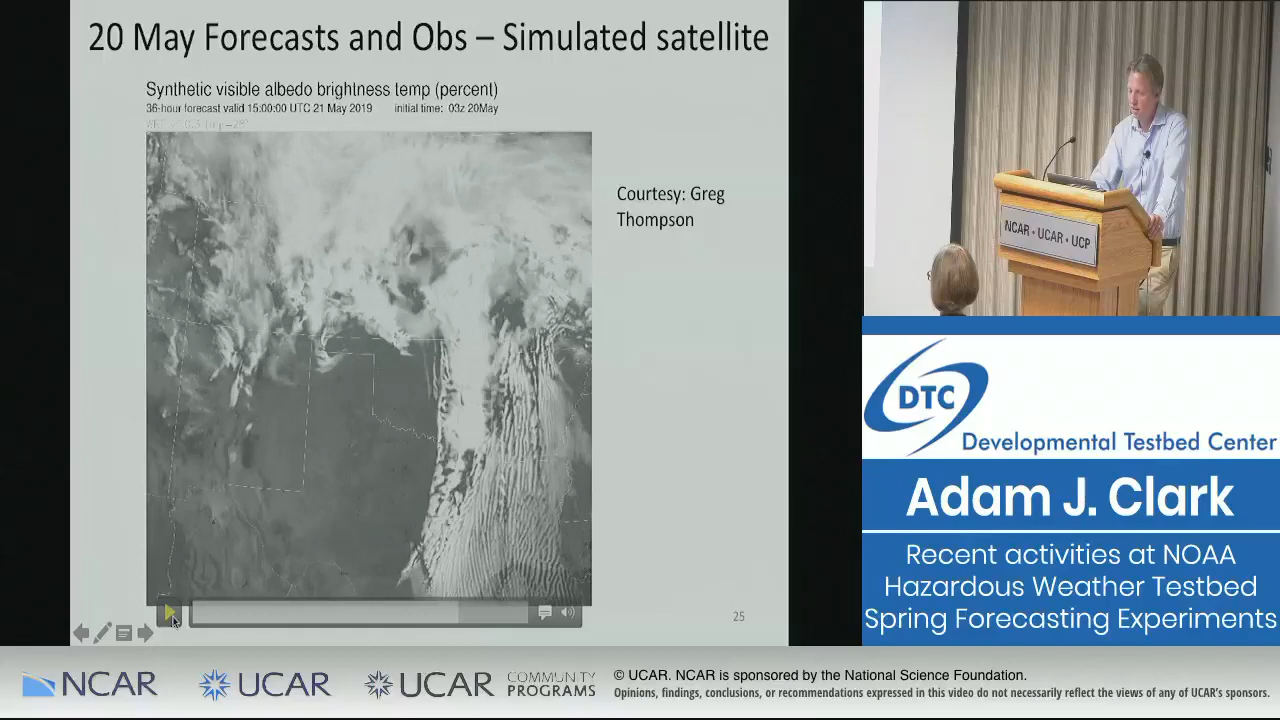 20 May Forecasts and Obs – Simulated satellite
Synthetic visible albedo brightness temp (percent)
36-hour forecast valid 15:00:00 UTC 21 May 2019 initial time: 03z 20May
Courtesy: Greg
Thompson
25
NCAR • UCAR • UCP
DTC
Developmental Testbed Center
Adam J. Clark
Recent activities at NOAA
Hazardous Weather Testbed
Spring Forecasting Experiments
NCAR
UCAR
UCAR
COMMUNITY
PROGRAMS
© UCAR. NCAR is sponsored by the National Science Foundation.
Opinions, findings, conclusions, or recommendations expressed in this video do not necessarily reflect the views of any of UCAR's sponsors.